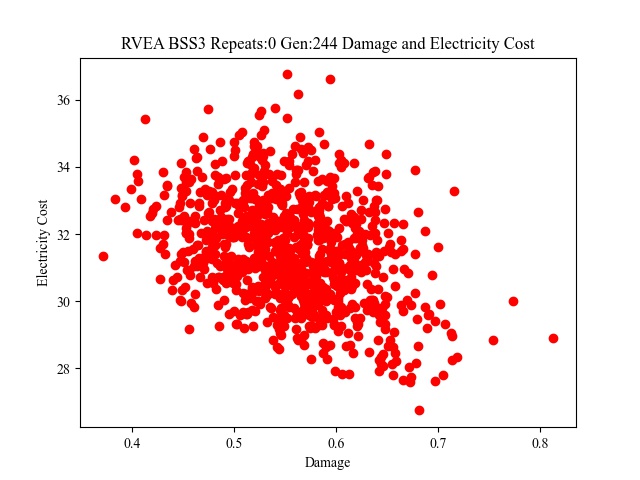 RVEA BSS3 Repeats:0 Gen:244 Damage and Electricity Cost
36
34
32
30
28
Electricity Cost
0.4 0.5 0.6 0.7 0.8
Damage